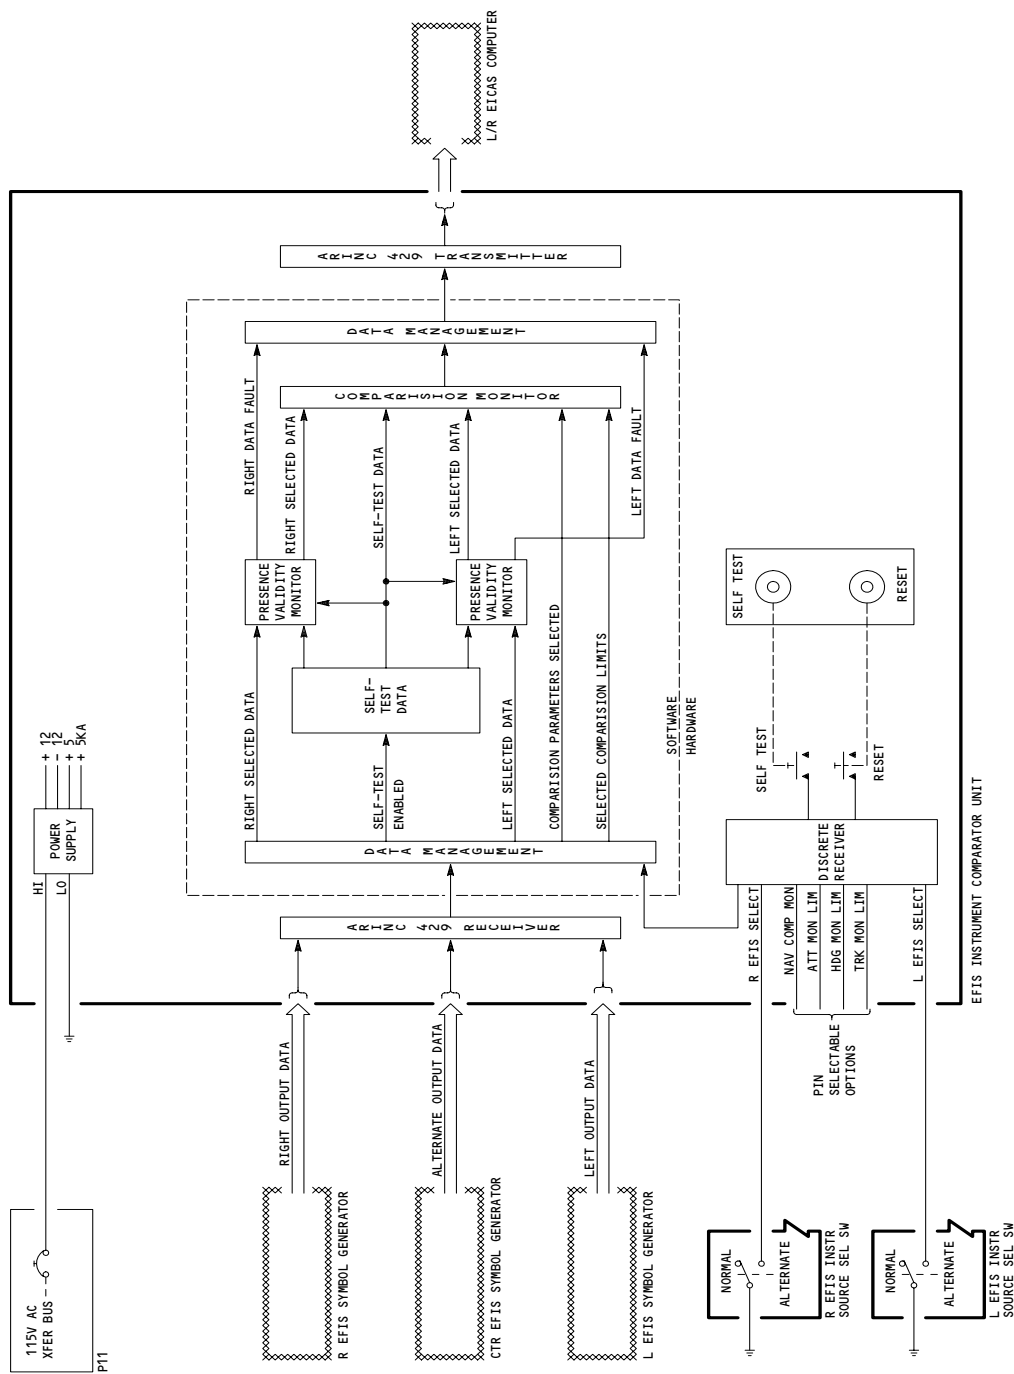 115V AC
XFER BUS
P11
HI
LO
POWER
SUPPLY
+ 12
- 12
+ 5
+ 5KA
R EFIS SYMBOL GENERATOR
RIGHT OUTPUT DATA
CTR EFIS SYMBOL GENERATOR
ALTERNATE OUTPUT DATA
L EFIS SYMBOL GENERATOR
LEFT OUTPUT DATA
ARINC 429 RECEIVER
DATA MANAGEMENT
RIGHT SELECTED DATA
SELF-TEST
ENABLED
LEFT SELECTED DATA
COMPARISION PARAMETERS SELECTED
SELECTED COMPARISION LIMITS
SELF-
TEST
DATA
PRESENCE
VALIDITY
MONITOR
PRESENCE
VALIDITY
MONITOR
RIGHT DATA FAULT
RIGHT SELECTED DATA
SELF-TEST DATA
LEFT SELECTED DATA
LEFT DATA FAULT
COMPARISION MONITOR
DATA MANAGEMENT
ARINC 429 TRANSMITTER
L/R EICAS COMPUTER
SOFTWARE
HARDWARE
NORMAL
ALTERNATE
R EFIS INSTR
SOURCE SEL SW
NORMAL
ALTERNATE
L EFIS INSTR
SOURCE SEL SW
R EFIS SELECT
NAV COMP MON
ATT MON LIM
HDG MON LIM
TRK MON LIM
L EFIS SELECT
PIN
SELECTABLE
OPTIONS
DISCRETE
RECEIVER
SELF TEST
RESET
SELF TEST
RESET
EFIS INSTRUMENT COMPARATOR UNIT